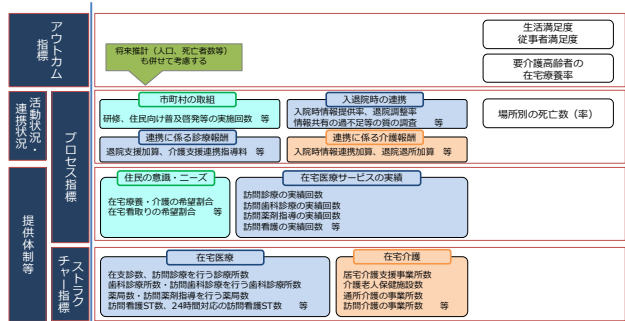 アウトカム
指標
将来推計（人口、死亡者数等）
も併せて考慮する
生活満足度
従事者満足度
要介護高齢者の
在宅療養率
活動状況・
連携状況
プロセス指標
市町村の取組
研修、住民向け普及啓発等の実施回数　等
入退院時の連携
入院時情報提供率、退院調整率
情報共有の過不足等の質の調査　　等
場所別の死亡数（率）
連携に係る診療報酬
退院支援加算、介護支援連携指導料　等
連携に係る介護報酬
入院時情報連携加算、退院退所加算　等
提供体制等
住民の意識・ニーズ
在宅療養・介護の希望割合
在宅看取りの希望割合　　等
在宅医療サービスの実績
訪問診療の実績回数
訪問歯科診療の実績回数
訪問薬剤指導の実績回数
訪問看護の実績回数　等
ストラク
チャー指標
在宅医療
在支診数、訪問診療を行う診療所数
歯科診療所数・訪問歯科診療を行う歯科診療所数
薬局数・訪問薬剤指導を行う薬局数
訪問看護ST数、24時間対応の訪問看護ST数　　等
在宅介護
居宅介護支援事業所数
介護老人保健施設数
通所介護の事業所数
訪問介護の事業所数　等